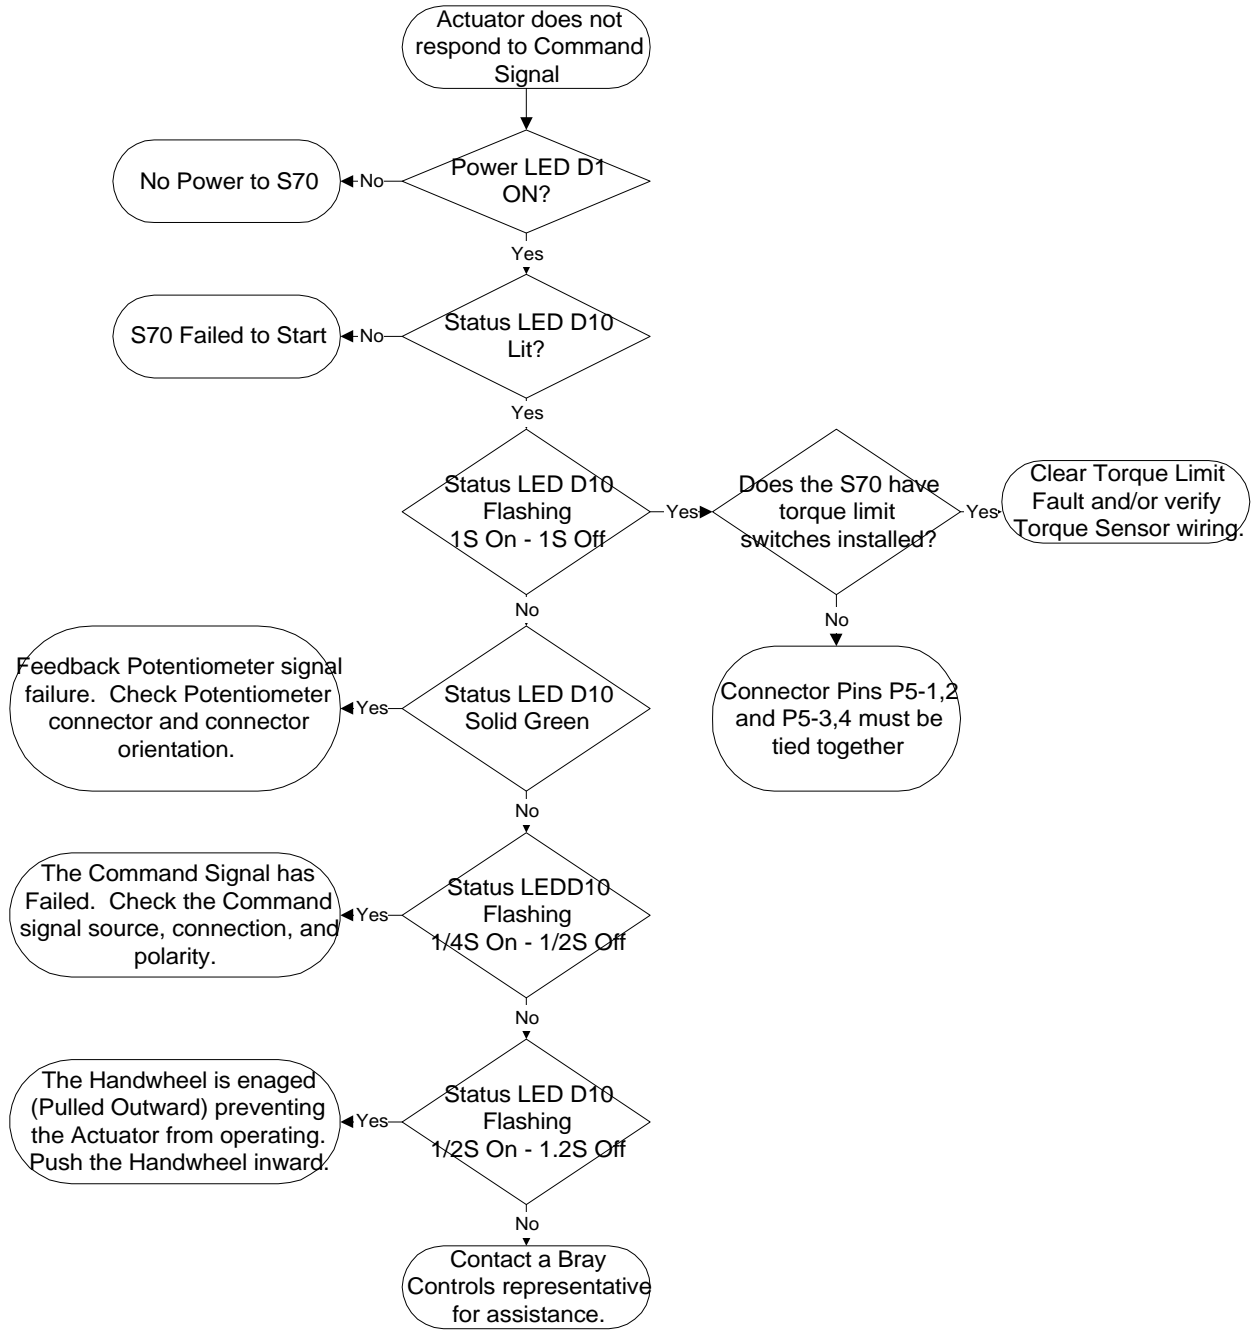 Actuator does not
respond to Command
Signal
Power LED D1
ON?
No
No Power to S70
Yes
Status LED D10
Lit?
No
S70 Failed to Start
Yes
Status LED D10
Flashing
1S On - 1S Off
Yes
Does the S70 have
torque limit
switches installed?
Yes
Clear Torque Limit
Fault and/or verify
Torque Sensor wiring.
No
Connector Pins P5-1,2
and P5-3,4 must be
tied together
No
Status LED D10
Solid Green
Yes
Feedback Potentiometer signal
failure.  Check Potentiometer
connector and connector
orientation.
No
Status LEDD10
Flashing
1/4S On - 1/2S Off
Yes
The Command Signal has
Failed.  Check the Command
signal source, connection, and
polarity.
No
Status LED D10
Flashing
1/2S On - 1.2S Off
Yes
The Handwheel is enaged
(Pulled Outward) preventing
the Actuator from operating.
Push the Handwheel inward.
No
Contact a Bray
Controls representative
for assistance.